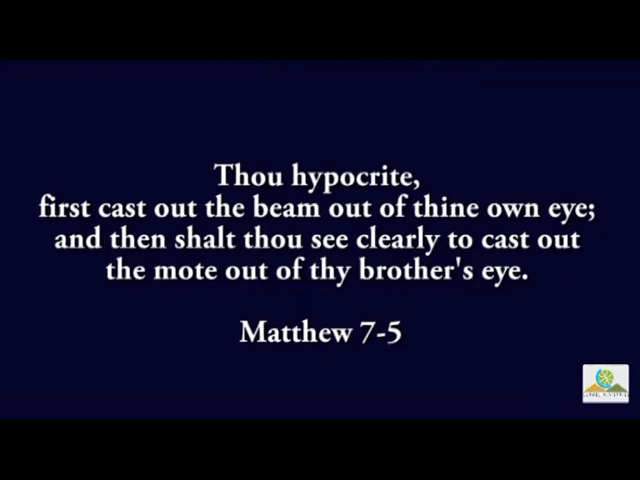 Thou hypocrite,
first cast out the beam out of thine own eye;
and then shalt thou see clearly to cast out
the mote out of thy brother's eye.
Matthew 7-5